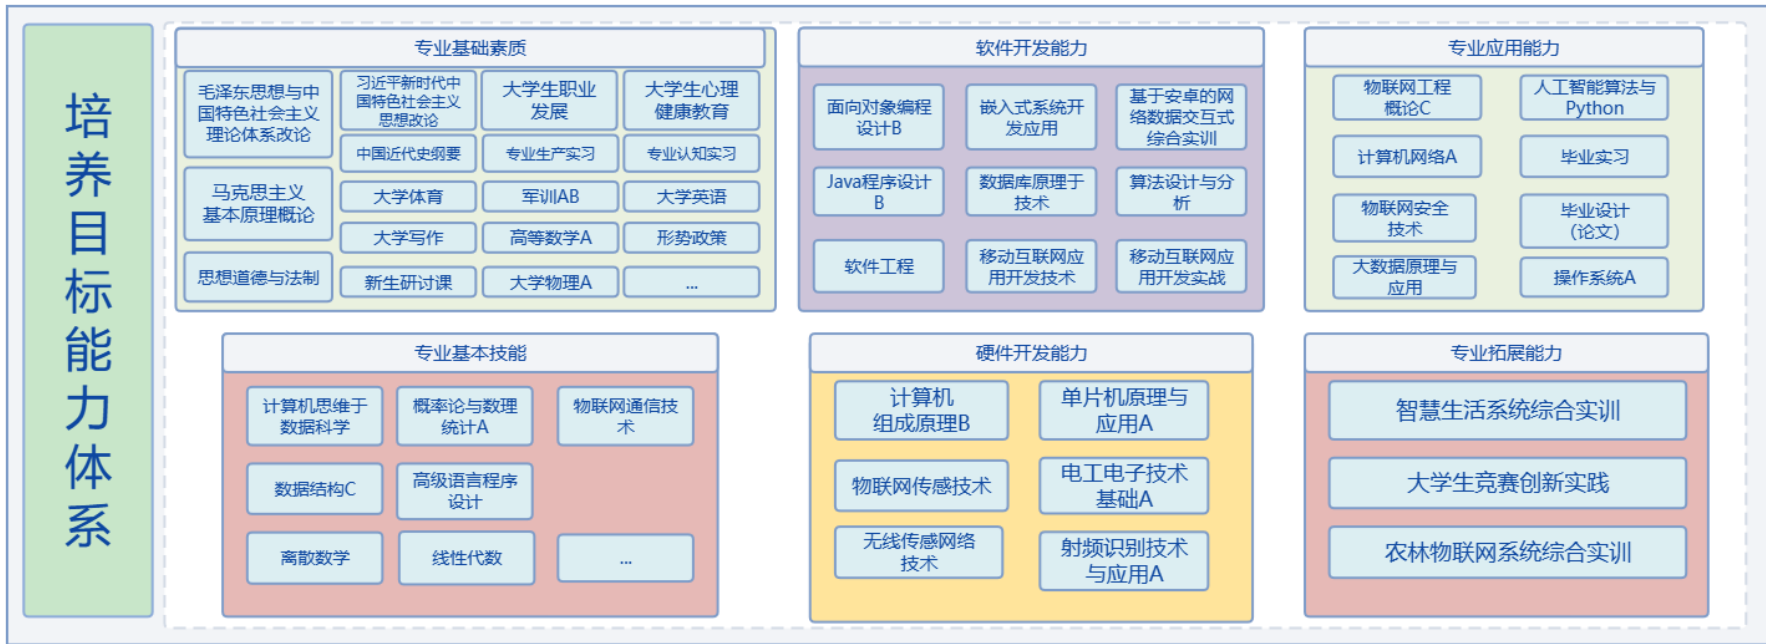 培养目标能力体系
专业基础素质
毛泽东思想与中
国特色社会主义
理论体系改论
习近平新时代中
国特色社会主义
思想改论
大学生职业
发展
大学生心理
健康教育
中国近代史纲要
专业生产实习
专业认知实习
马克思主义
基本原理概论
大学体育
军训AB
大学英语
大学写作
高等数学A
形势政策
思想道德与法制
新生研讨课
大学物理A
...
软件开发能力
面向对象编程
设计B
嵌入式系统开
发应用
基于安卓的网
络数据交互式
综合实训
Java程序设计
B
数据库原理于
技术
算法设计与分
析
软件工程
移动互联网应
用开发技术
移动互联网应
用开发实战
专业应用能力
物联网工程
概论C
人工智能算法与
Python
计算机网络A
毕业实习
物联网安全
技术
毕业设计
（论文）
大数据原理与
应用
操作系统A
专业基本技能
计算机思维于
数据科学
概率论与数理
统计A
物联网通信技
术
数据结构C
高级语言程序
设计
离散数学
线性代数
...
硬件开发能力
计算机
组成原理B
单片机原理与
应用A
物联网传感技术
电工电子技术
基础A
无线传感网络
技术
射频识别技术
与应用A
专业拓展能力
智慧生活系统综合实训
大学生竞赛创新实践
农林物联网系统综合实训